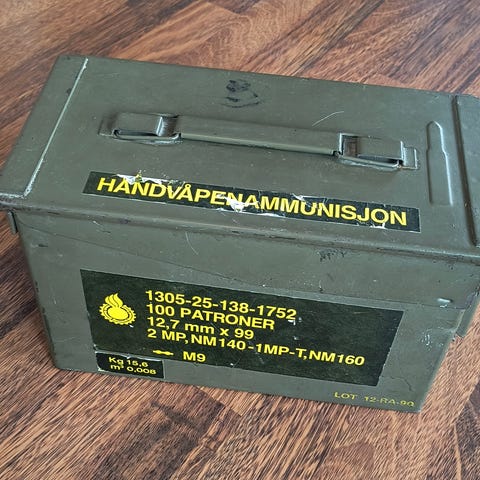 HÅNDVÅPENAMMUNISJON
1305-25-138-1752
100 PATRONER
12,7 mm x 99
2 MP, NM140-1MP-T, NM160
M9
Kg 15,6
m³ 0,008
LOT 12-RA-90